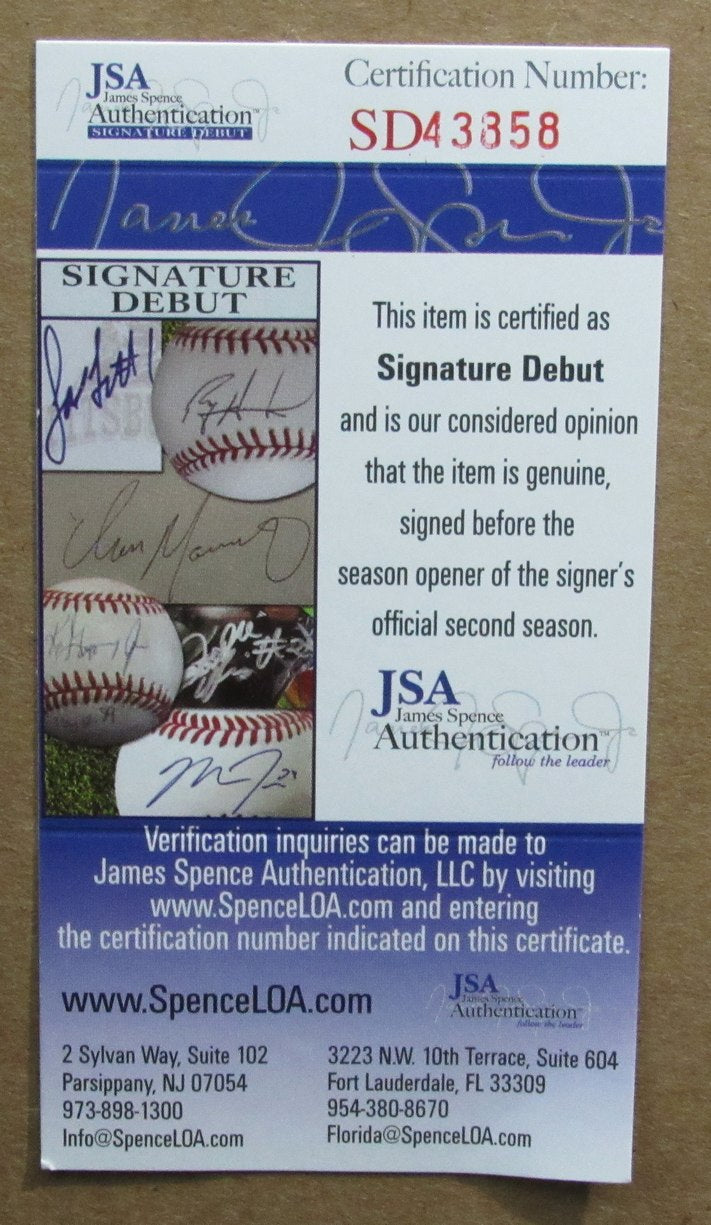 JSA
James Spence
Authentication™
SIGNATURE DEBUT
Certification Number:
SD43858
SIGNATURE
DEBUT
This item is certified as
Signature Debut
and is our considered opinion
that the item is genuine,
signed before the
season opener of the signer's
official second season.
JSA
James Spence
Authentication™
follow the leader
Verification inquiries can be made to
James Spence Authentication, LLC by visiting
www.SpenceLOA.com and entering
the certification number indicated on this certificate.
www.SpenceLOA.com
JSA
James Spence
Authentication™
follow the leader
2 Sylvan Way, Suite 102
Parsippany, NJ 07054
973-898-1300
Info@SpenceLOA.com
3223 N.W. 10th Terrace, Suite 604
Fort Lauderdale, FL 33309
954-380-8670
Florida@SpenceLOA.com